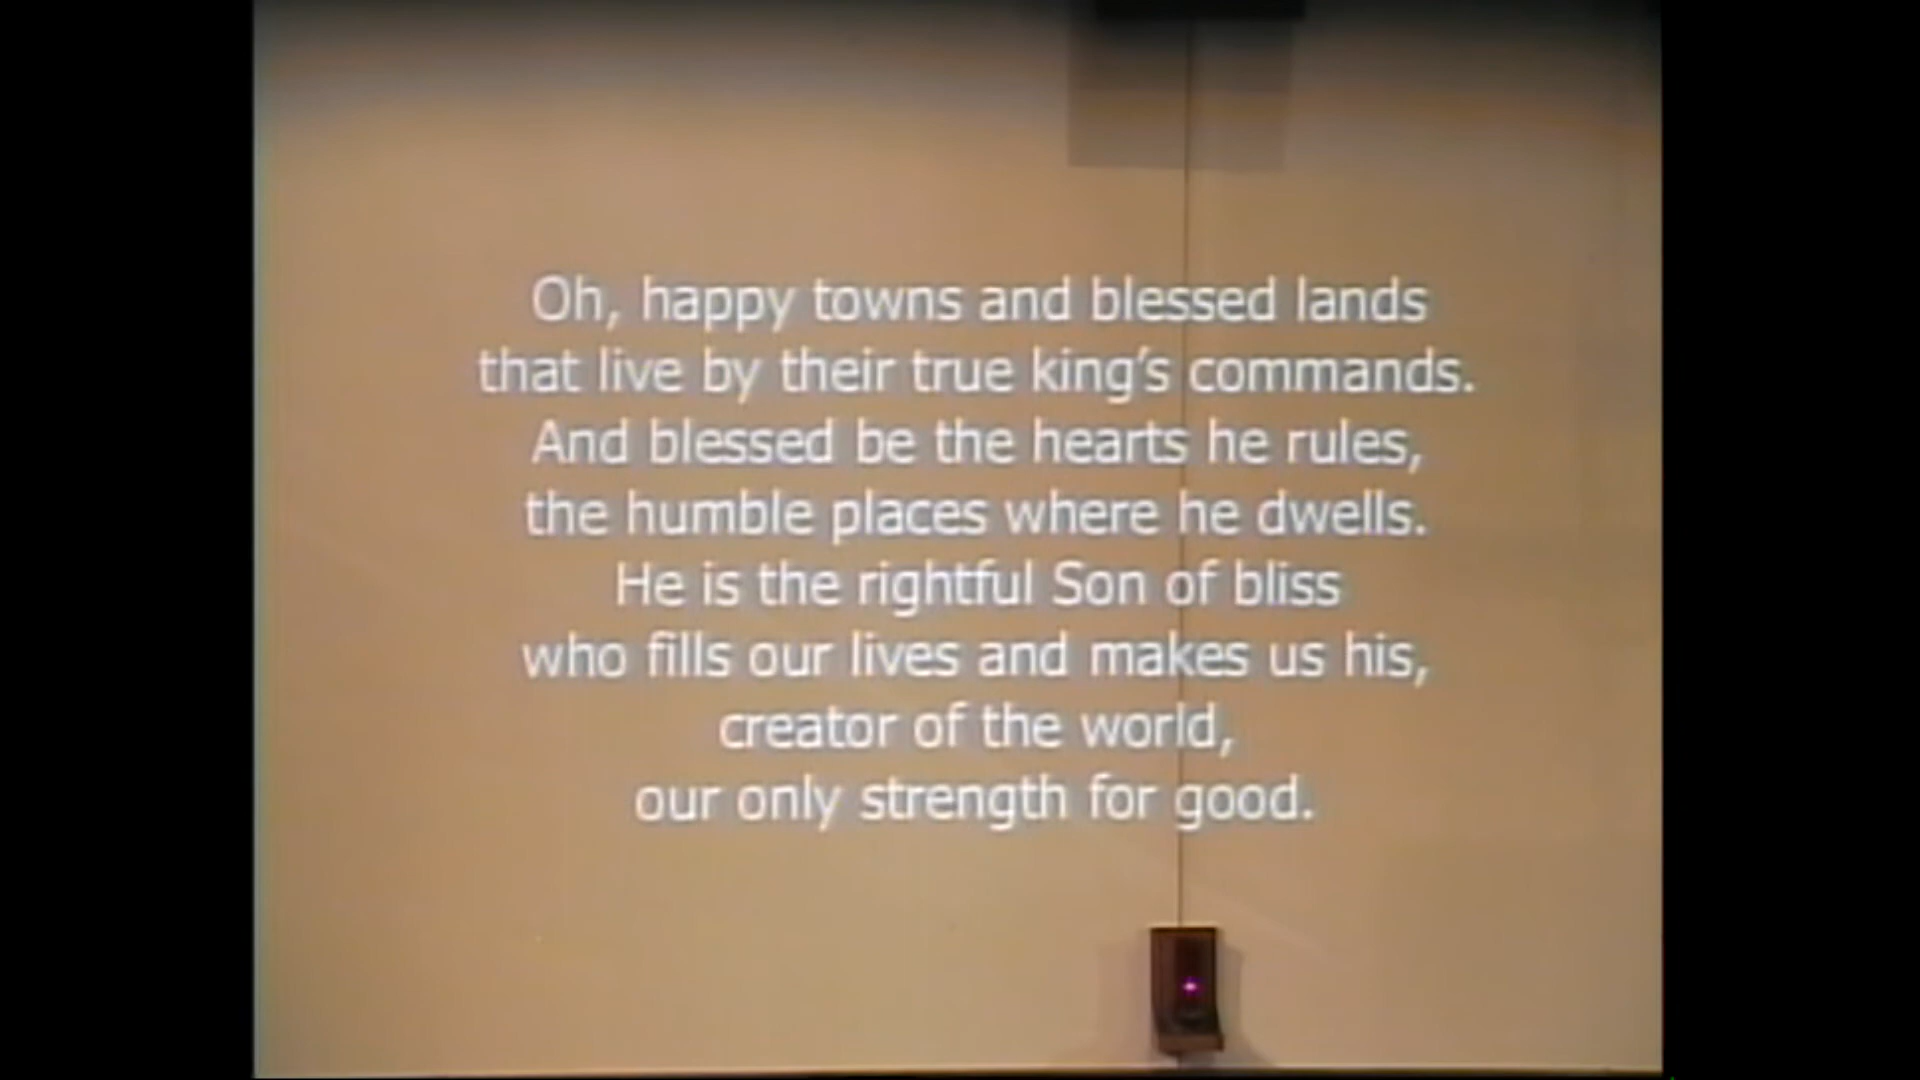 Oh, happy towns and blessed lands
that live by their true king’s commands.
And blessed be the hearts he rules,
the humble places where he dwells.
He is the rightful Son of bliss
who fills our lives and makes us his,
creator of the world,
our only strength for good.